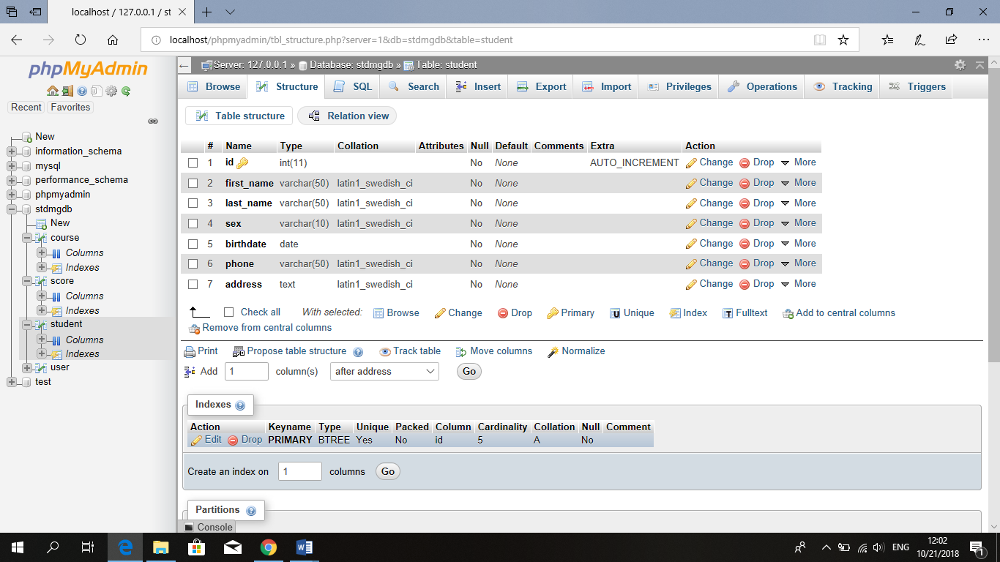 localhost / 127.0.0.1 / st
localhost/phpmyadmin/tbl_structure.php?server=1&db=stdmgdb&table=student
phpMyAdmin
Recent Favorites
New
information_schema
mysql
performance_schema
phpmyadmin
stdmgdb
New
course
Columns
Indexes
score
Columns
Indexes
student
Columns
Indexes
user
test
Server: 127.0.0.1 » Database: stdmgdb » Table: student
Browse Structure SQL Search Insert Export Import Privileges Operations Tracking Triggers
Table structure Relation view
# Name Type Collation Attributes Null Default Comments Extra Action
1 id int(11) No None AUTO_INCREMENT Change Drop More
2 first_name varchar(50) latin1_swedish_ci No None Change Drop More
3 last_name varchar(50) latin1_swedish_ci No None Change Drop More
4 sex varchar(10) latin1_swedish_ci No None Change Drop More
5 birthdate date No None Change Drop More
6 phone varchar(50) latin1_swedish_ci No None Change Drop More
7 address text latin1_swedish_ci No None Change Drop More
Check all With selected: Browse Change Drop Primary Unique Index Fulltext Add to central columns
Remove from central columns
Print Propose table structure Track table Move columns Normalize
Add 1 column(s) after address Go
Indexes
Action Keyname Type Unique Packed Column Cardinality Collation Null Comment
Edit Drop PRIMARY BTREE Yes No id 5 A No
Create an index on 1 columns Go
Partitions
Console
ENG
12:02
10/21/2018
1